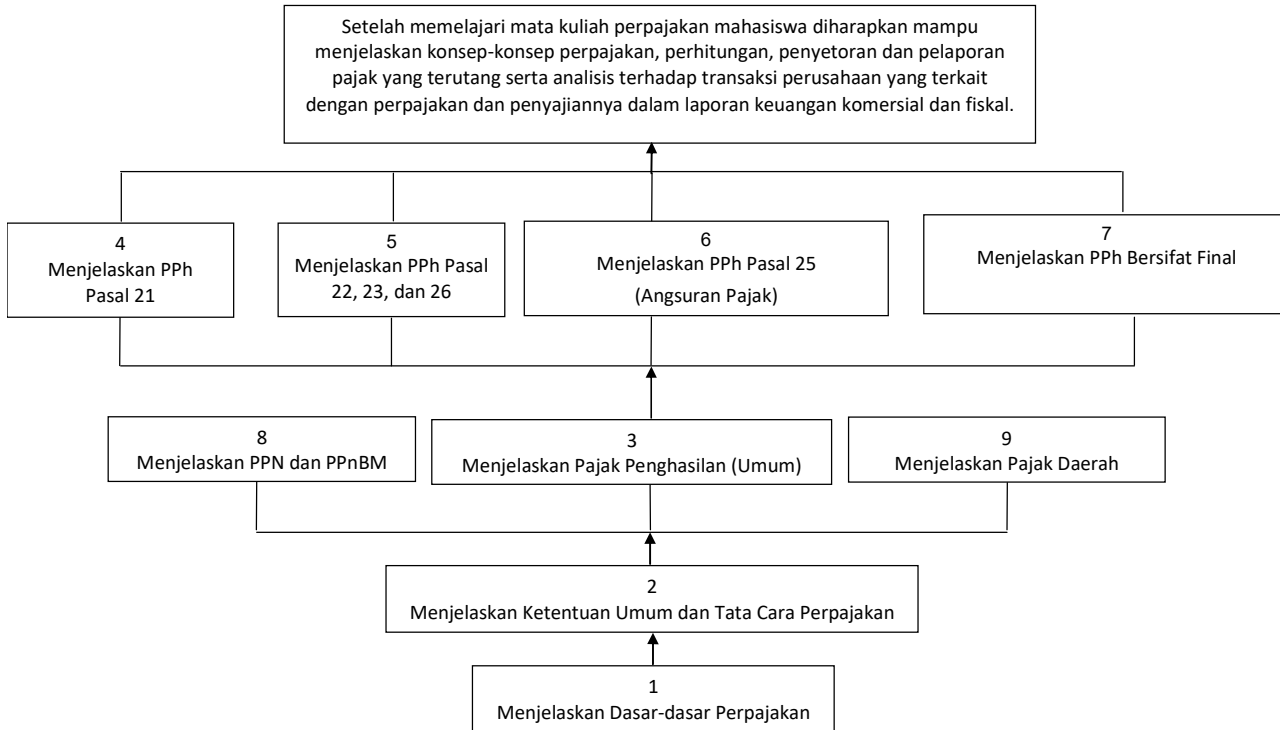 Setelah memelajari mata kuliah perpajakan mahasiswa diharapkan mampu
menjelaskan konsep-konsep perpajakan, perhitungan, penyetoran dan pelaporan
pajak yang terutang serta analisis terhadap transaksi perusahaan yang terkait
dengan perpajakan dan penyajiannya dalam laporan keuangan komersial dan fiskal.
4
Menjelaskan PPh
Pasal 21
5
Menjelaskan PPh Pasal
22, 23, dan 26
6
Menjelaskan PPh Pasal 25
(Angsuran Pajak)
7
Menjelaskan PPh Bersifat Final
8
Menjelaskan PPN dan PPnBM
3
Menjelaskan Pajak Penghasilan (Umum)
9
Menjelaskan Pajak Daerah
2
Menjelaskan Ketentuan Umum dan Tata Cara Perpajakan
1
Menjelaskan Dasar-dasar Perpajakan